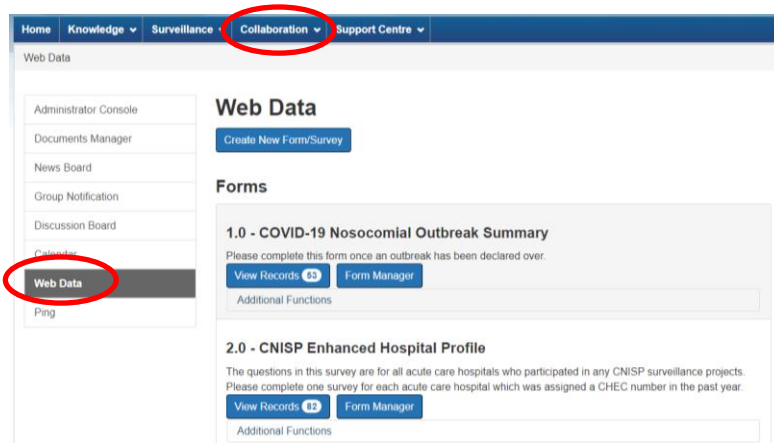 Home Knowledge Surveillance Collaboration Support Centre
Web Data
Administrator Console
Documents Manager
News Board
Group Notification
Discussion Board
Calendar
Web Data
Ping
Web Data
Create New Form/Survey
Forms
1.0 - COVID-19 Nosocomial Outbreak Summary
Please complete this form once an outbreak has been declared over.
View Records 53 Form Manager
Additional Functions
2.0 - CNISP Enhanced Hospital Profile
The questions in this survey are for all acute care hospitals who participated in any CNISP surveillance projects.
Please complete one survey for each acute care hospital which was assigned a CHEC number in the past year.
View Records 82 Form Manager
Additional Functions